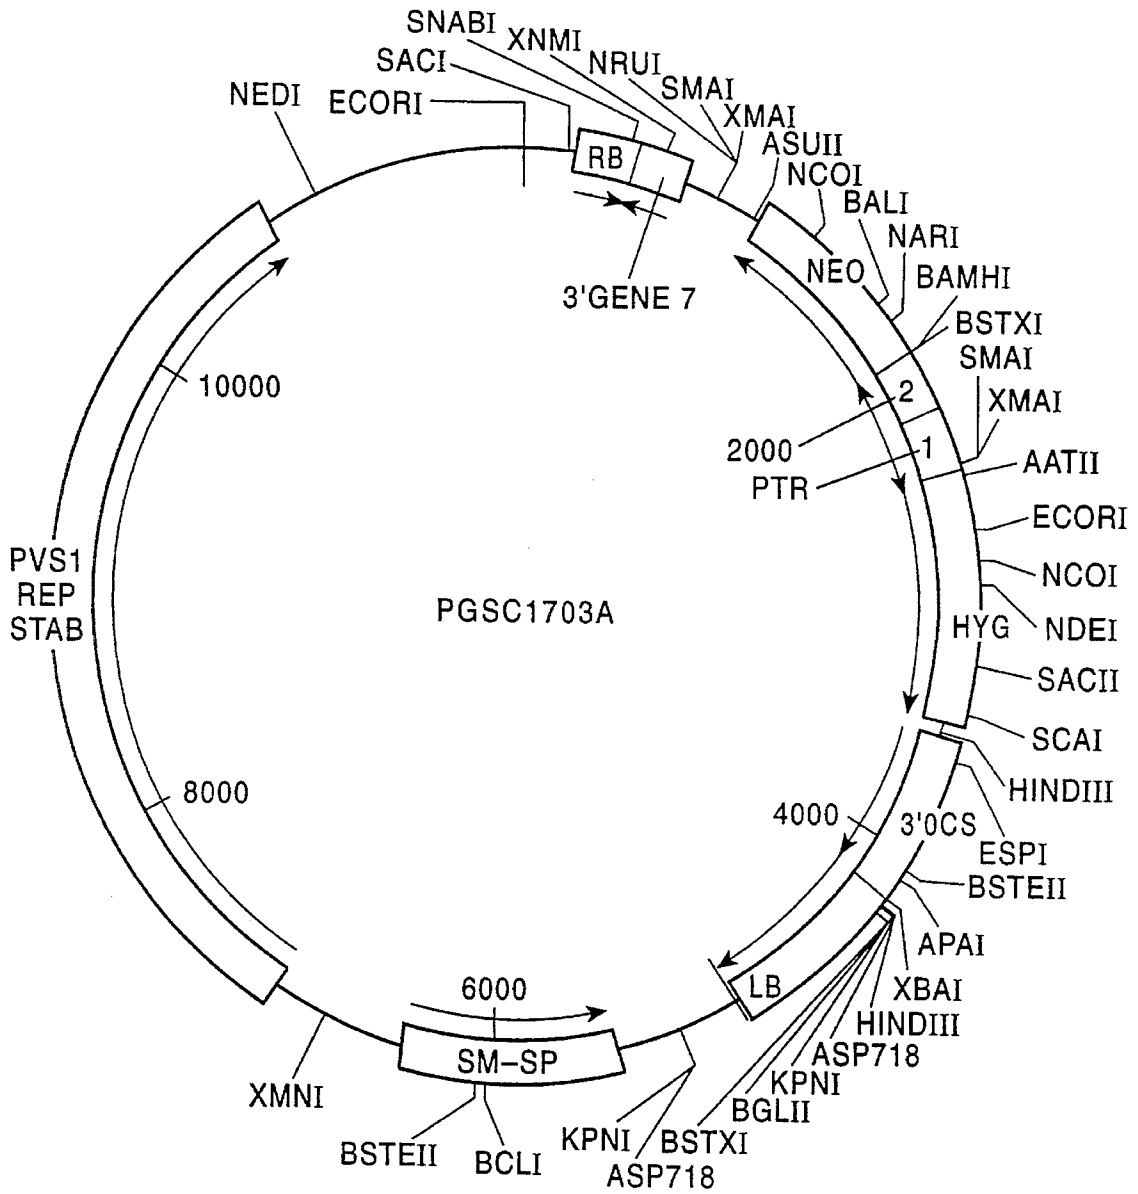 SNABI
XNMI
SACI
NRUI
SMAI
NEDI
ECORI
XMAI
ASUII
RB
NCOI
BALI
NARI
NEO
BAMHI
3'GENE 7
BSTXI
SMAI
10000
2
XMAI
2000
1
AATII
PTR
ECORI
PVS1
REP
STAB
NCOI
PGSC1703A
HYG
NDEI
SACII
SCAI
8000
HINDIII
4000
3'0CS
ESPI
BSTEII
APAI
6000
LB
XBAI
HINDIII
SM–SP
ASP718
KPNI
XMNI
BGLII
KPNI
BSTXI
BSTEII
BCLI
ASP718